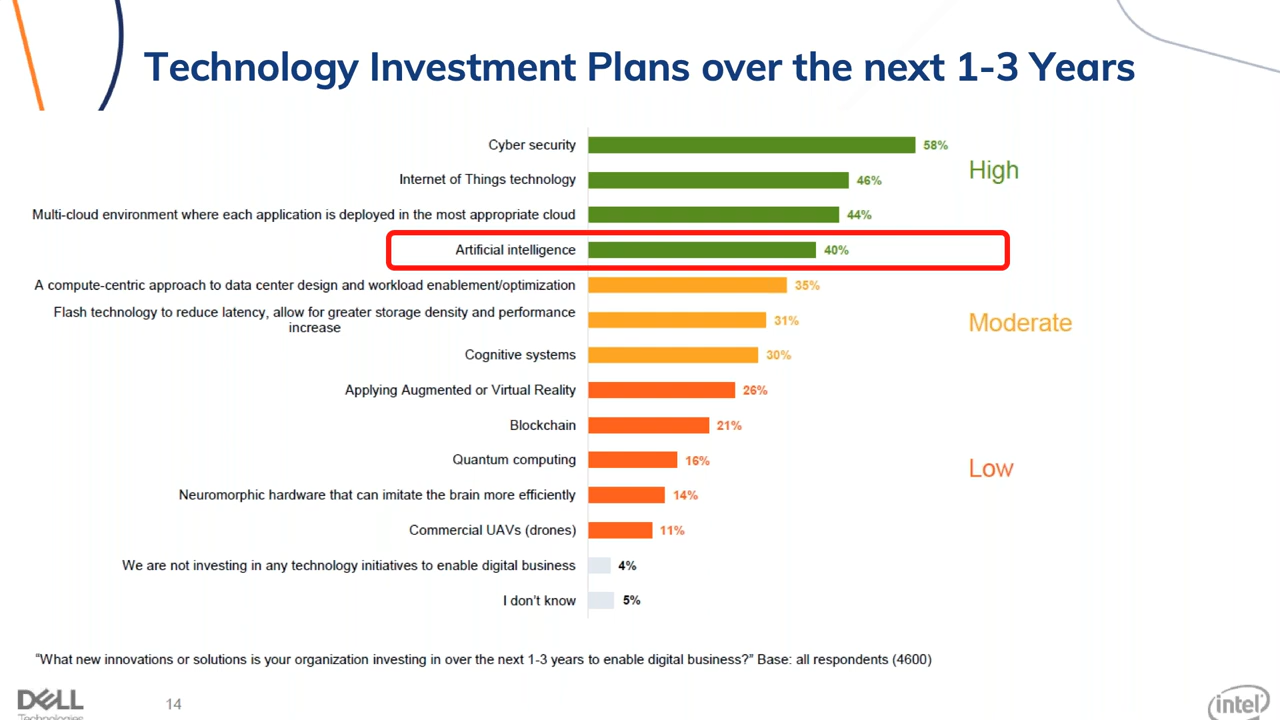 Technology Investment Plans over the next 1-3 Years
Cyber security
58%
High
Internet of Things technology
46%
Multi-cloud environment where each application is deployed in the most appropriate cloud
44%
Artificial intelligence
40%
A compute-centric approach to data center design and workload enablement/optimization
35%
Flash technology to reduce latency, allow for greater storage density and performance
increase
31%
Moderate
Cognitive systems
30%
Applying Augmented or Virtual Reality
26%
Blockchain
21%
Quantum computing
16%
Low
Neuromorphic hardware that can imitate the brain more efficiently
14%
Commercial UAVs (drones)
11%
We are not investing in any technology initiatives to enable digital business
4%
I don’t know
5%
“What new innovations or solutions is your organization investing in over the next 1-3 years to enable digital business?” Base: all respondents (4600)
DELL
Technologies
14
intel